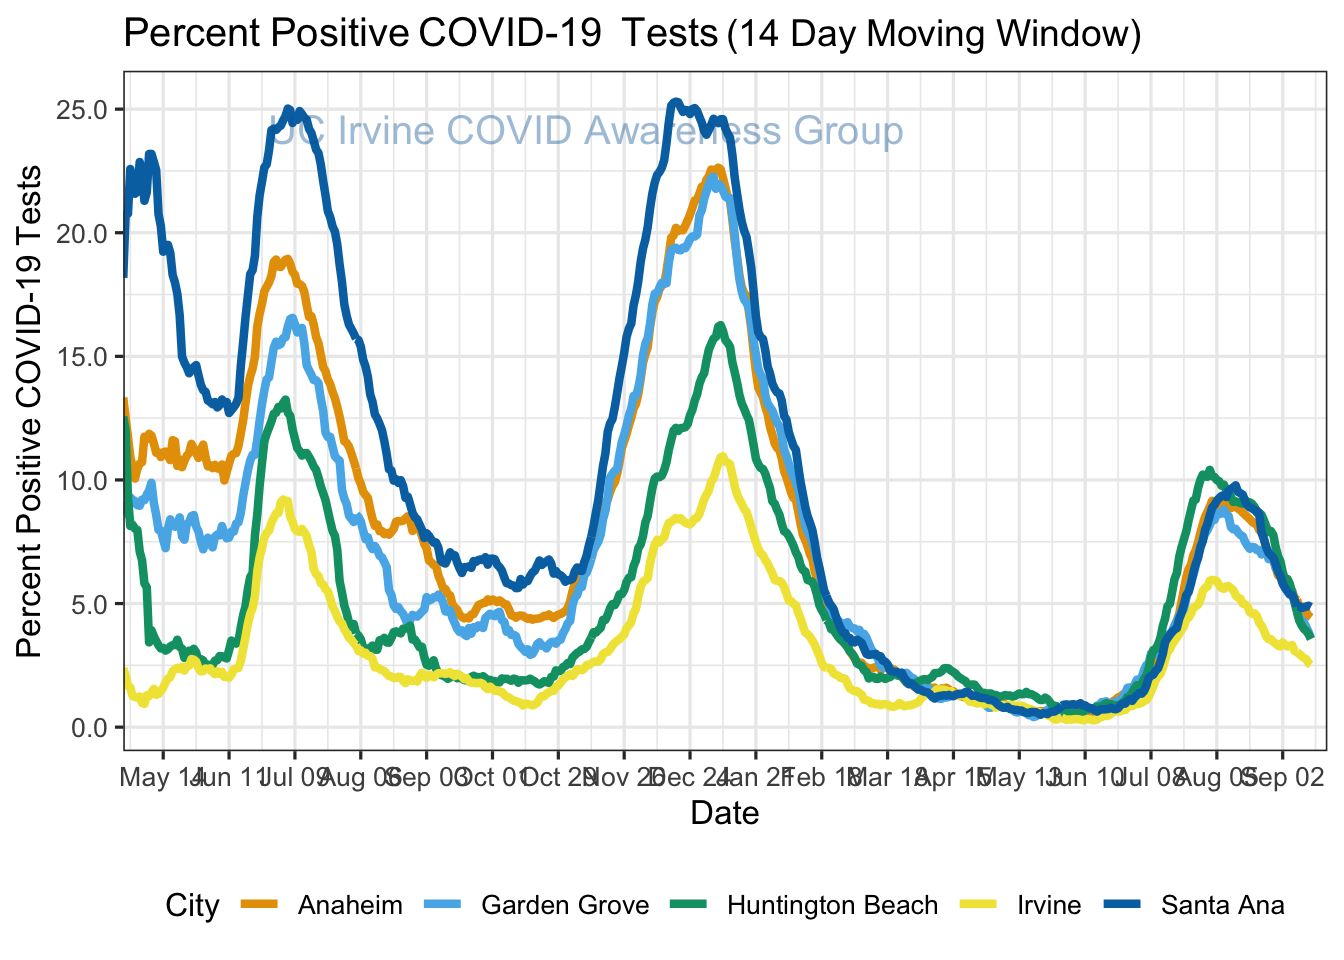 Percent Positive COVID-19 Tests (14 Day Moving Window)
UC Irvine COVID Awareness Group
Percent Positive COVID-19 Tests
25.0
20.0
15.0
10.0
5.0
0.0
May 14 Jun 11 Jul 09 Aug 06 Sep 03 Oct 01 Oct 29 Nov 26 Dec 24 Jan 21 Feb 18 Mar 18 Apr 15 May 13 Jun 10 Jul 08 Aug 05 Sep 02
Date
City Anaheim Garden Grove Huntington Beach Irvine Santa Ana